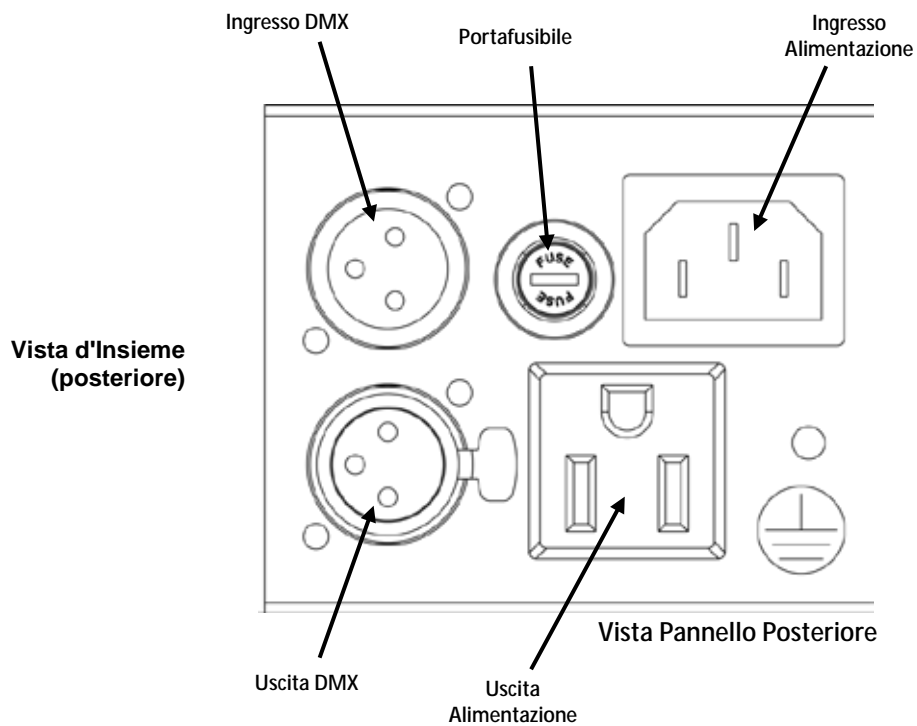 Ingresso DMX
Portafusibile
Ingresso
Alimentazione
FUSE
FUSE
Vista d'Insieme
(posteriore)
Vista Pannello Posteriore
Uscita DMX
Uscita
Alimentazione